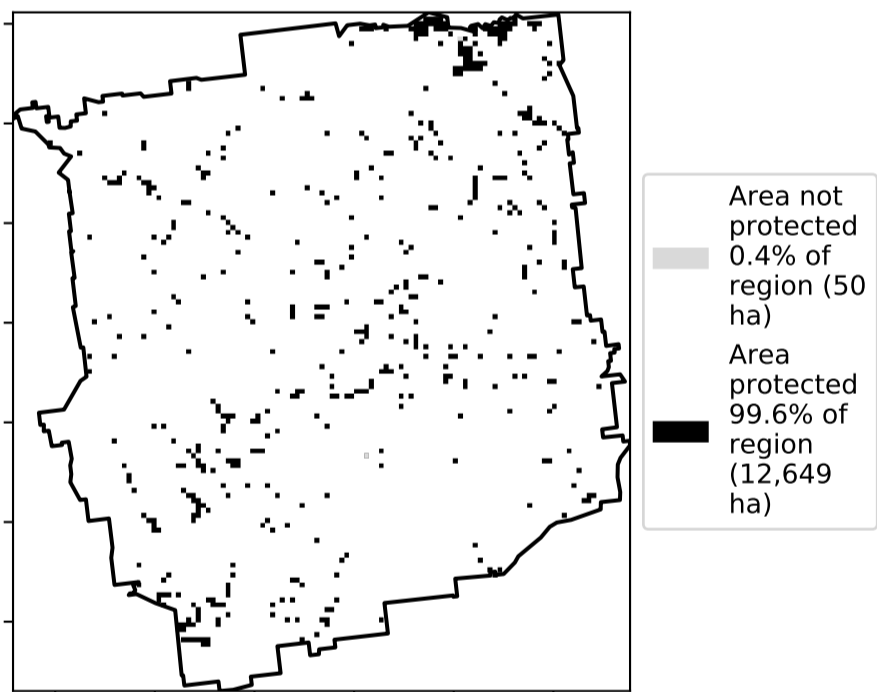 Area not
protected
0.4% of
region (50
ha)
Area
protected
99.6% of
region
(12,649
ha)